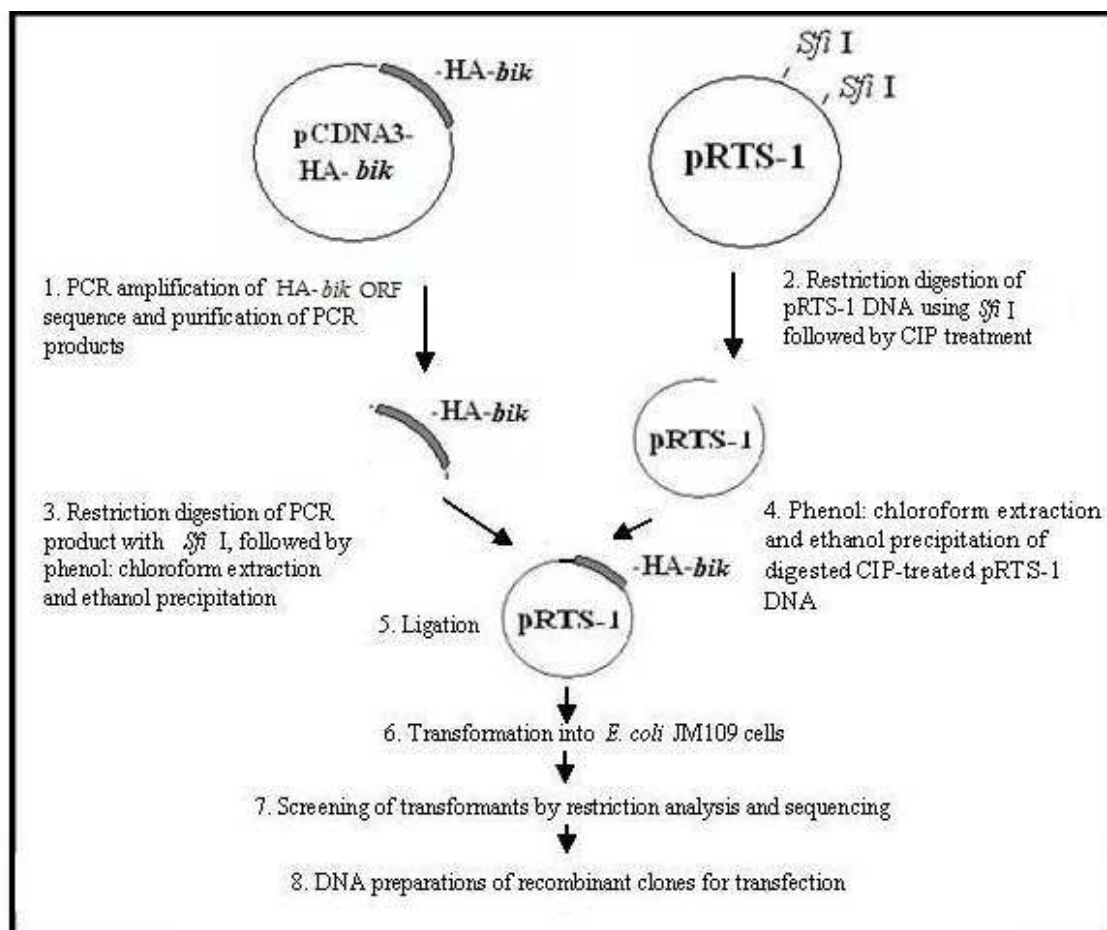 -HA-bik
pCDNA3-
HA- bik
Sfi I
Sfi I
pRTS-1
1. PCR amplification of HA-bik ORF
sequence and purification of PCR
products
2. Restriction digestion of
pRTS-1 DNA using Sfi I
followed by CIP treatment
-HA-bik
pRTS-1
3. Restriction digestion of PCR
product with Sfi I, followed by
phenol: chloroform extraction
and ethanol precipitation
4. Phenol: chloroform extraction
and ethanol precipitation of
digested CIP-treated pRTS-1
DNA
-HA-bik
pRTS-1
5. Ligation
6. Transformation into E. coli JM109 cells
7. Screening of transformants by restriction analysis and sequencing
8. DNA preparations of recombinant clones for transfection